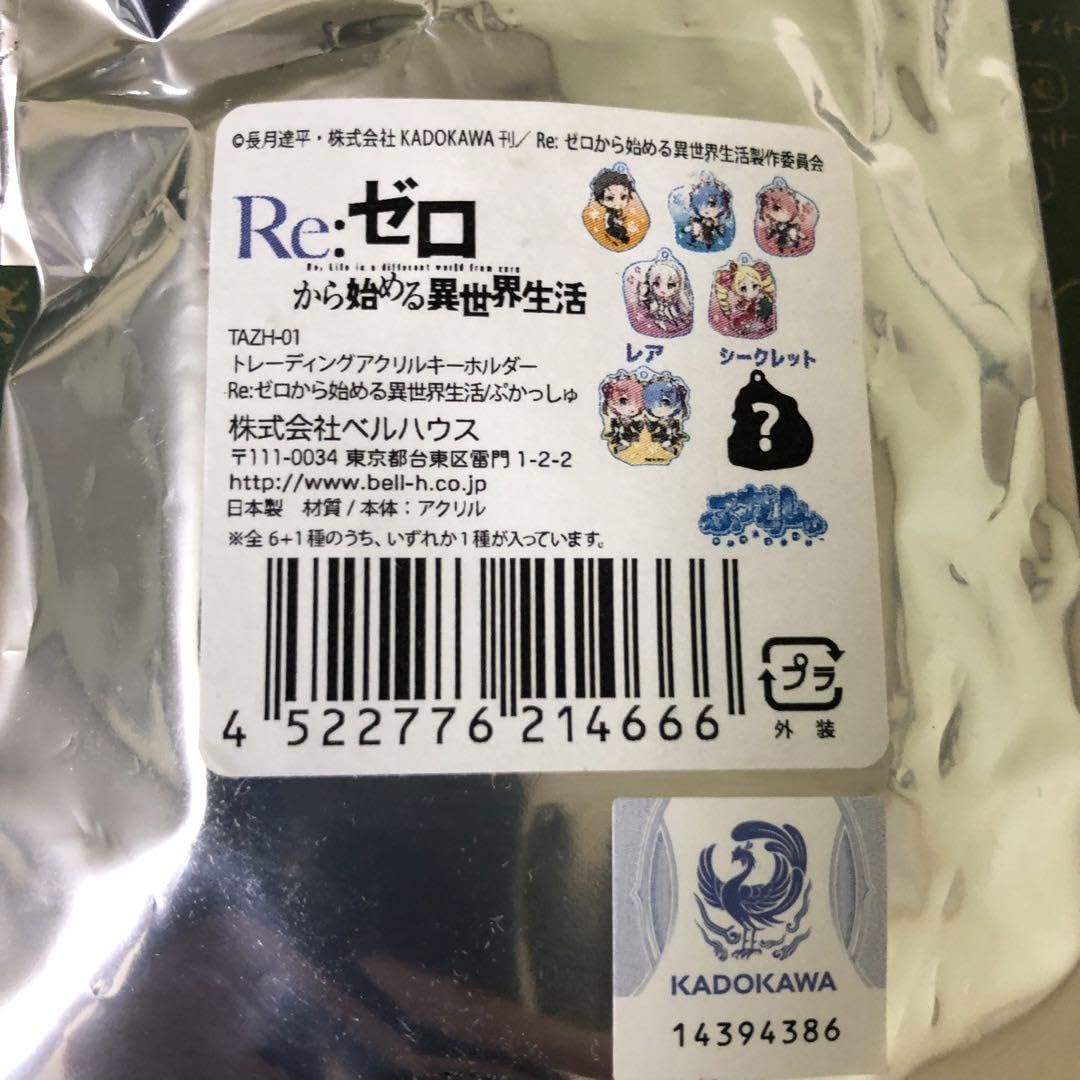 ©長月達平・株式会社KADOKAWA刊／Re: ゼロから始める異世界生活製作委員会
Re:ゼロ
Re, Life in a different world from zero
から始める異世界生活
TAZH-01
トレーディングアクリルキーホルダー
Re:ゼロから始める異世界生活/ぷかっしゅ
株式会社ベルハウス
〒111-0034 東京都台東区雷門 1-2-2
http://www.bell-h.co.jp
日本製　材質 / 本体：アクリル
※全 6+1種のうち、いずれか1種が入っています。
レア
シークレット
?
4 522776 214666
プラ
外 装
KADOKAWA
14394386